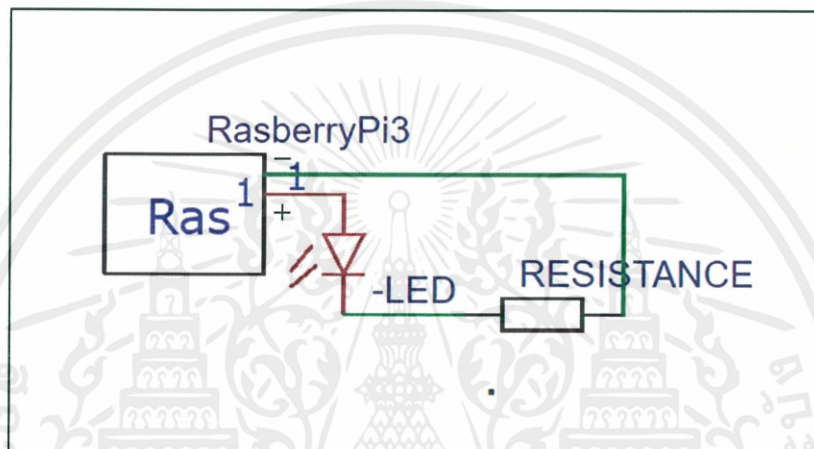 RasberryPi3
−
1
1
Ras
+
-LED
RESISTANCE